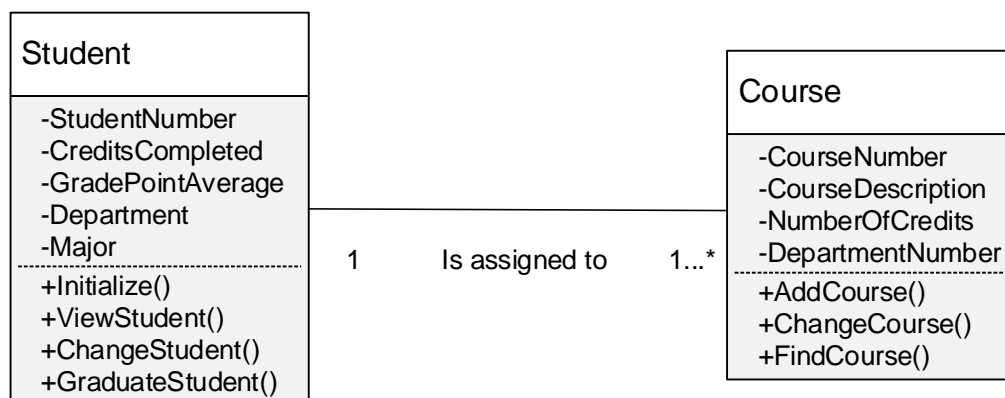 Student
-StudentNumber
-CreditsCompleted
-GradePointAverage
-Department
-Major
+Initialize()
+ViewStudent()
+ChangeStudent()
+GraduateStudent()
1 Is assigned to 1...*
Course
-CourseNumber
-CourseDescription
-NumberOfCredits
-DepartmentNumber
+AddCourse()
+ChangeCourse()
+FindCourse()